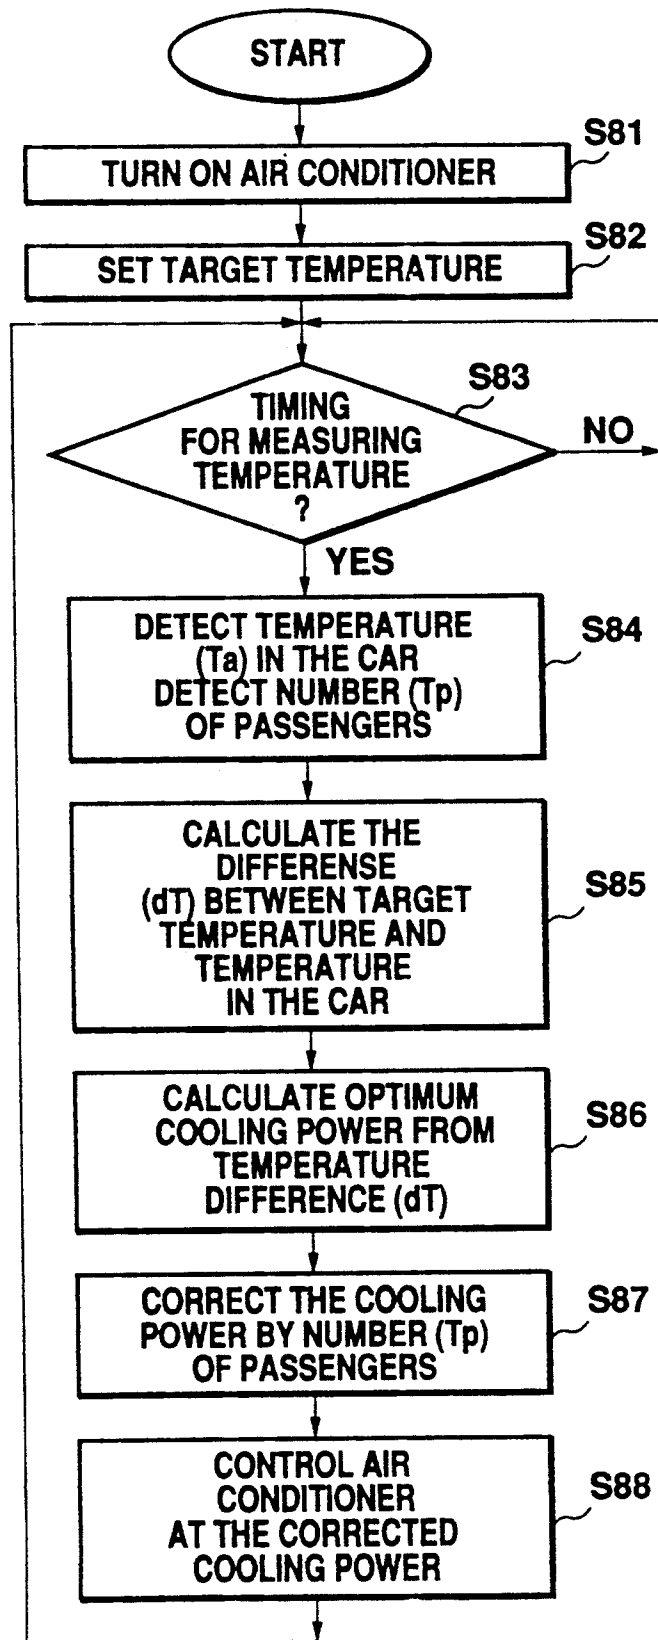 START
S81
TURN ON AIR CONDITIONER
S82
SET TARGET TEMPERATURE
S83
TIMING
FOR MEASURING
TEMPERATURE
?
NO
YES
S84
DETECT TEMPERATURE
(Ta) IN THE CAR
DETECT NUMBER (Tp)
OF PASSENGERS
S85
CALCULATE THE
DIFFERENSE
(dT) BETWEEN TARGET
TEMPERATURE AND
TEMPERATURE
IN THE CAR
S86
CALCULATE OPTIMUM
COOLING POWER FROM
TEMPERATURE
DIFFERENCE (dT)
S87
CORRECT THE COOLING
POWER BY NUMBER (Tp)
OF PASSENGERS
S88
CONTROL AIR
CONDITIONER
AT THE CORRECTED
COOLING POWER